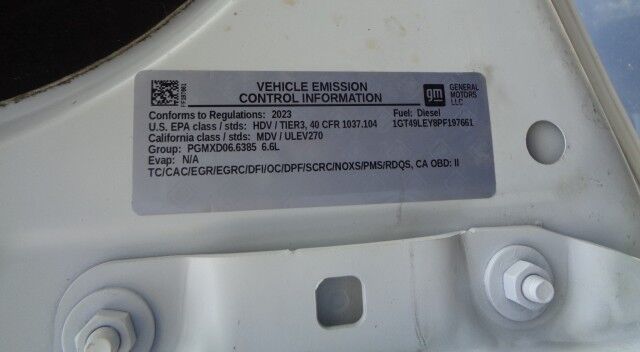 VEHICLE EMISSION
CONTROL INFORMATION
gm GENERAL MOTORS LLC
Conforms to Regulations: 2023 Fuel: Diesel
U.S. EPA class / stds: HDV / TIER3, 40 CFR 1037.104 1GT49LEY8PF197661
California class / stds: MDV / ULEV270
Group: PGMXD06.6385 6.6L
Evap: N/A
TC/CAC/EGR/EGRC/DFI/OC/DPF/SCRC/NOXS/PMS/RDQS, CA OBD: II